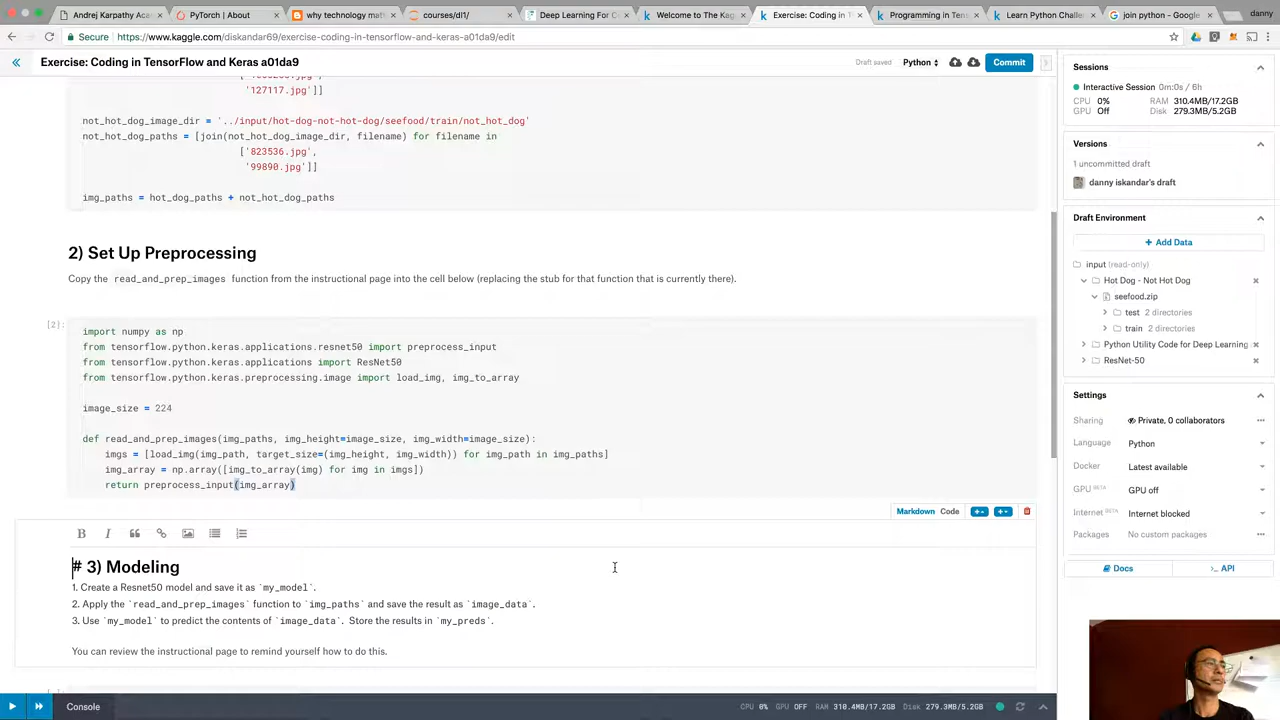 Andrej Karpathy Acade
PyTorch | About
why technology mat
courses/dl1/
Deep Learning For C
Welcome to The Kag
Exercise: Coding in T
Programming in Tens
Learn Python Challe
join python - Google
danny
Secure
https://www.kaggle.com/diskandar69/exercise-coding-in-tensorflow-and-keras-a01da9/edit
Exercise: Coding in TensorFlow and Keras a01da9
Draft saved
Python
Commit
'127117.jpg']]
not_hot_dog_image_dir = '../input/hot-dog-not-hot-dog/seefood/train/not_hot_dog'
not_hot_dog_paths = [join(not_hot_dog_image_dir, filename) for filename in
['823536.jpg',
'99890.jpg']]
img_paths = hot_dog_paths + not_hot_dog_paths
2) Set Up Preprocessing
Copy the read_and_prep_images function from the instructional page into the cell below (replacing the stub for that function that is currently there).
[2]:
import numpy as np
from tensorflow.python.keras.applications.resnet50 import preprocess_input
from tensorflow.python.keras.applications import ResNet50
from tensorflow.python.keras.preprocessing.image import load_img, img_to_array
image_size = 224
def read_and_prep_images(img_paths, img_height=image_size, img_width=image_size):
imgs = [load_img(img_path, target_size=(img_height, img_width)) for img_path in img_paths]
img_array = np.array([img_to_array(img) for img in imgs])
return preprocess_input(img_array)
Markdown Code
# 3) Modeling
1. Create a Resnet50 model and save it as `my_model`.
2. Apply the `read_and_prep_images` function to `img_paths` and save the result as `image_data`.
3. Use `my_model` to predict the contents of `image_data`. Store the results in `my_preds`.
You can review the instructional page to remind yourself how to do this.
Console
CPU 0% GPU OFF RAM 310.4MB/17.2GB Disk 279.3MB/5.2GB
Sessions
Interactive Session 0m:0s / 6h
CPU 0% RAM 310.4MB/17.2GB
GPU Off Disk 279.3MB/5.2GB
Versions
1 uncommitted draft
danny iskandar's draft
Draft Environment
+ Add Data
input (read-only)
Hot Dog - Not Hot Dog
seefood.zip
test 2 directories
train 2 directories
Python Utility Code for Deep Learning
ResNet-50
Settings
Sharing Private, 0 collaborators
Language Python
Docker Latest available
GPU BETA GPU off
Internet BETA Internet blocked
Packages No custom packages
Docs
API